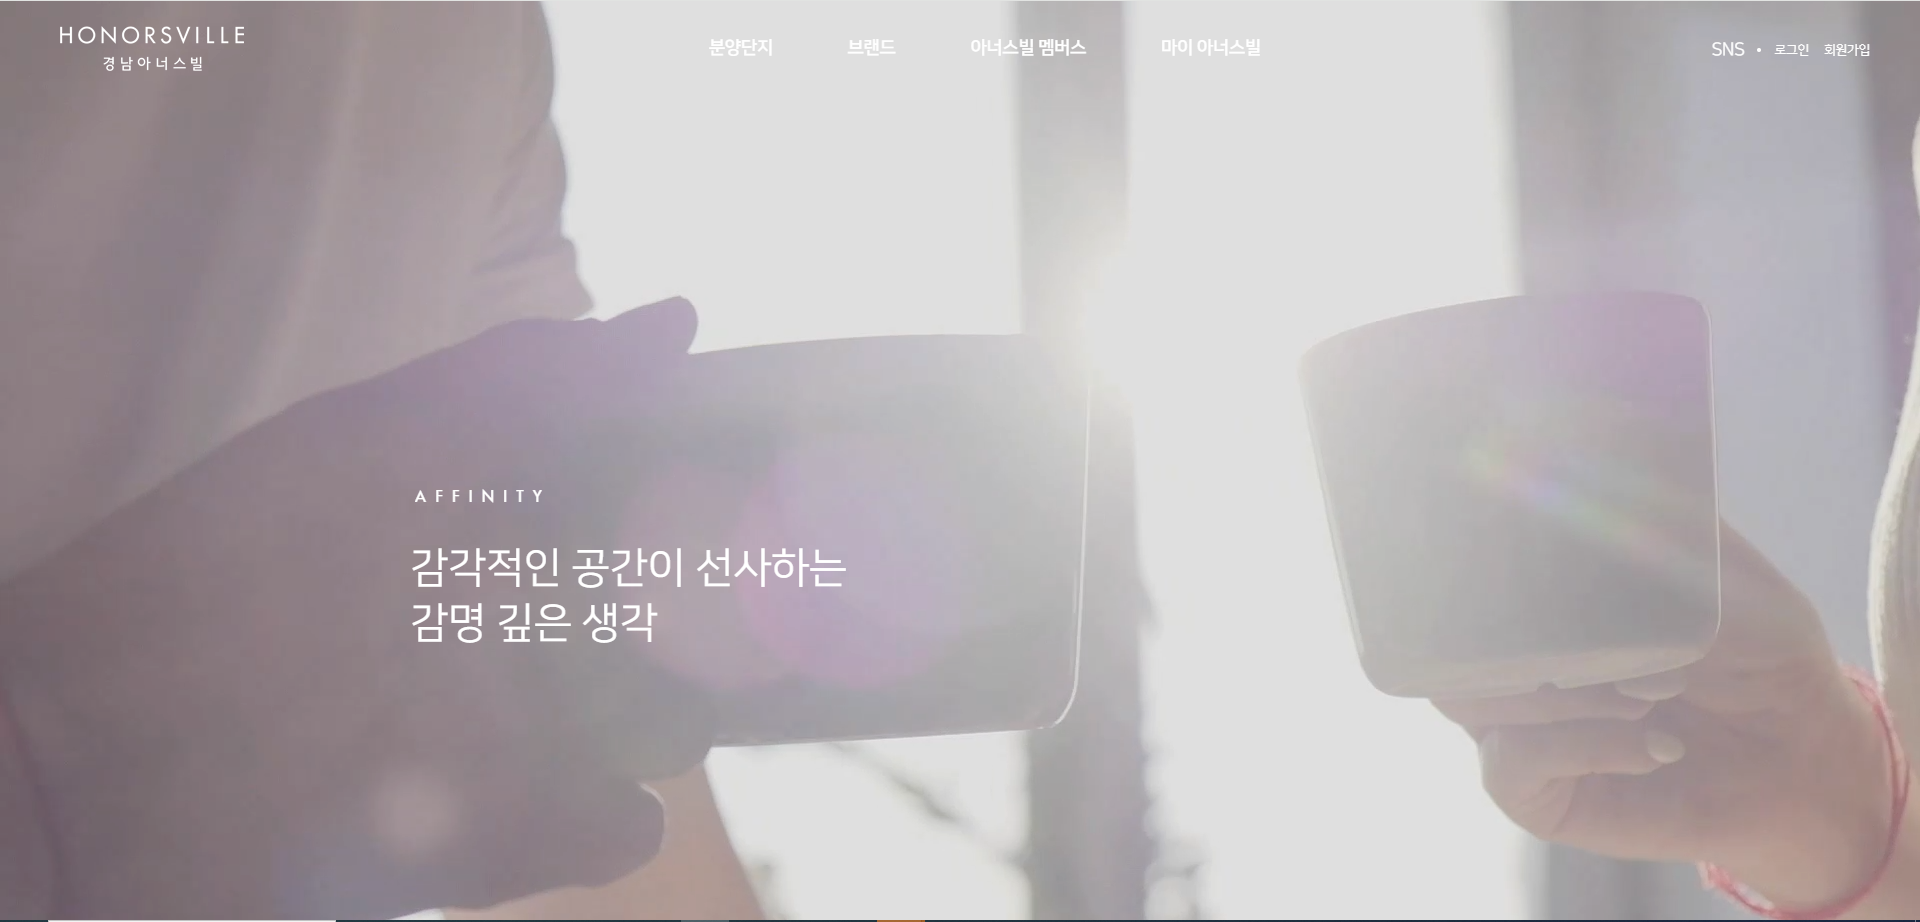 HONORSVILLE
경남아너스빌
분양단지 브랜드 아너스빌 멤버스 마이 아너스빌
SNS • 로그인 회원가입
AFFINITY
감각적인 공간이 선사하는
감명 깊은 생각